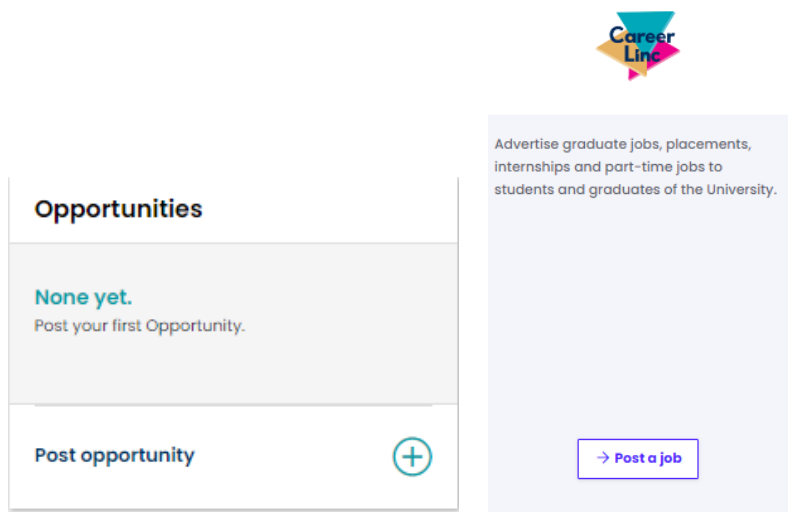 Career
Linc
Advertise graduate jobs, placements,
internships and part-time jobs to
students and graduates of the University.
Opportunities
None yet.
Post your first Opportunity.
Post opportunity
→ Post a job